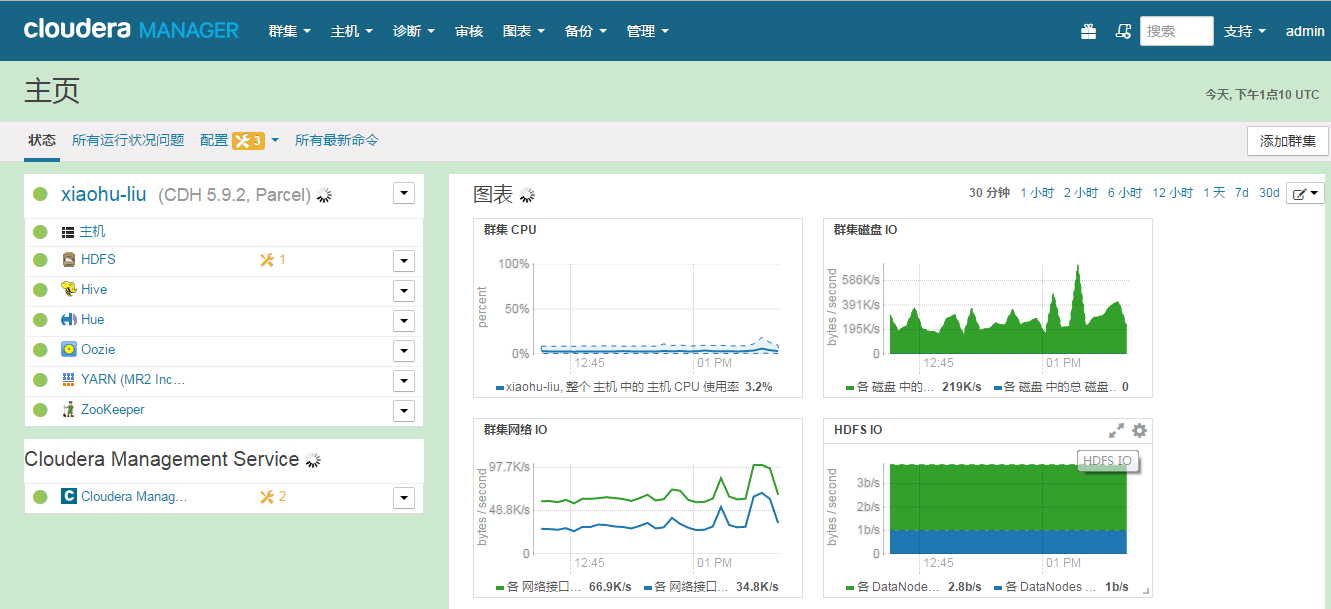 cloudera MANAGER 群集 主机 诊断 审核 图表 备份 管理 搜索 支持 admin
主页
今天, 下午1点10 UTC
状态 所有运行状况问题 配置 3 所有最新命令 添加群集
xiaohu-liu (CDH 5.9.2, Parcel)
主机
HDFS 1
Hive
Hue
Oozie
YARN (MR2 Inc…
ZooKeeper
Cloudera Management Service
Cloudera Manag… 2
图表 30 分钟 1 小时 2 小时 6 小时 12 小时 1 天 7d 30d
群集 CPU
percent
100%
50%
0%
12:45 01 PM
xiaohu-liu, 整个 主机 中的 主机 CPU 使用率 3.2%
群集磁盘 IO
bytes / second
586K/s
391K/s
195K/s
0
12:45 01 PM
各 磁盘 中的… 219K/s 各 磁盘 中的总 磁盘… 0
群集网络 IO
bytes / second
97.7K/s
48.8K/s
0
12:45 01 PM
各 网络接口… 66.9K/s 各 网络接口… 34.8K/s
HDFS IO
HDFS IO
bytes / second
3b/s
2b/s
1b/s
0
12:45 01 PM
各 DataNode… 2.8b/s 各 DataNodes … 1b/s